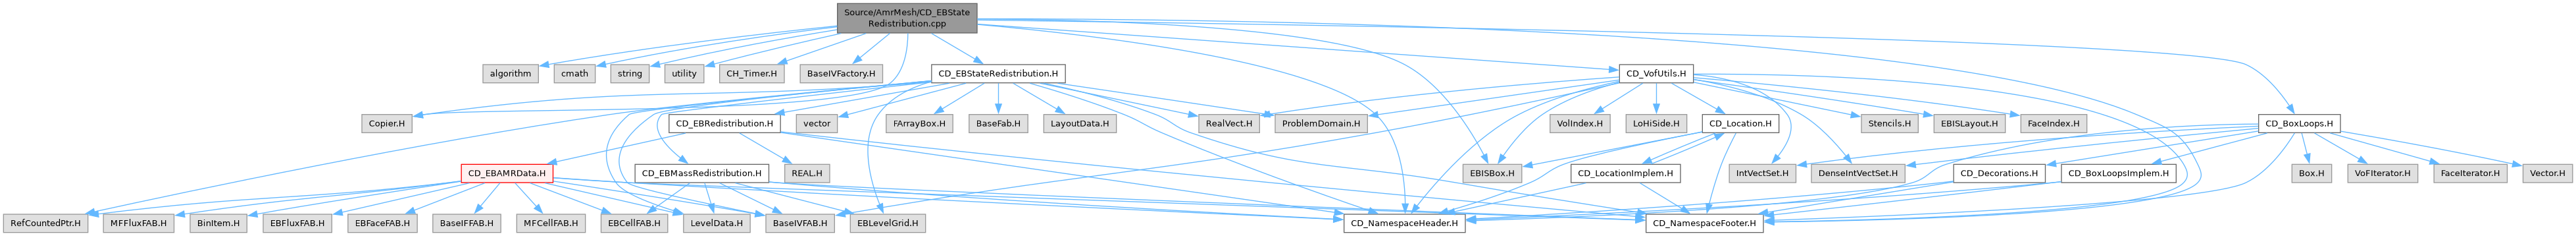 Source/AmrMesh/CD_EBState
Redistribution.cpp
algorithm
cmath
string
utility
CH_Timer.H
BaseIVFactory.H
CD_EBStateRedistribution.H
CD_VofUtils.H
Copier.H
CD_EBRedistribution.H
vector
FArrayBox.H
BaseFab.H
LayoutData.H
RealVect.H
ProblemDomain.H
VolIndex.H
LoHiSide.H
CD_Location.H
Stencils.H
EBISLayout.H
FaceIndex.H
CD_BoxLoops.H
CD_EBAMRData.H
CD_EBMassRedistribution.H
REAL.H
EBISBox.H
CD_LocationImplem.H
IntVectSet.H
DenseIntVectSet.H
CD_Decorations.H
CD_BoxLoopsImplem.H
Box.H
VoFIterator.H
FaceIterator.H
Vector.H
RefCountedPtr.H
MFFluxFAB.H
BinItem.H
EBFluxFAB.H
EBFaceFAB.H
BaseIFFAB.H
MFCellFAB.H
EBCellFAB.H
LevelData.H
BaseIVFAB.H
EBLevelGrid.H
CD_NamespaceHeader.H
CD_NamespaceFooter.H